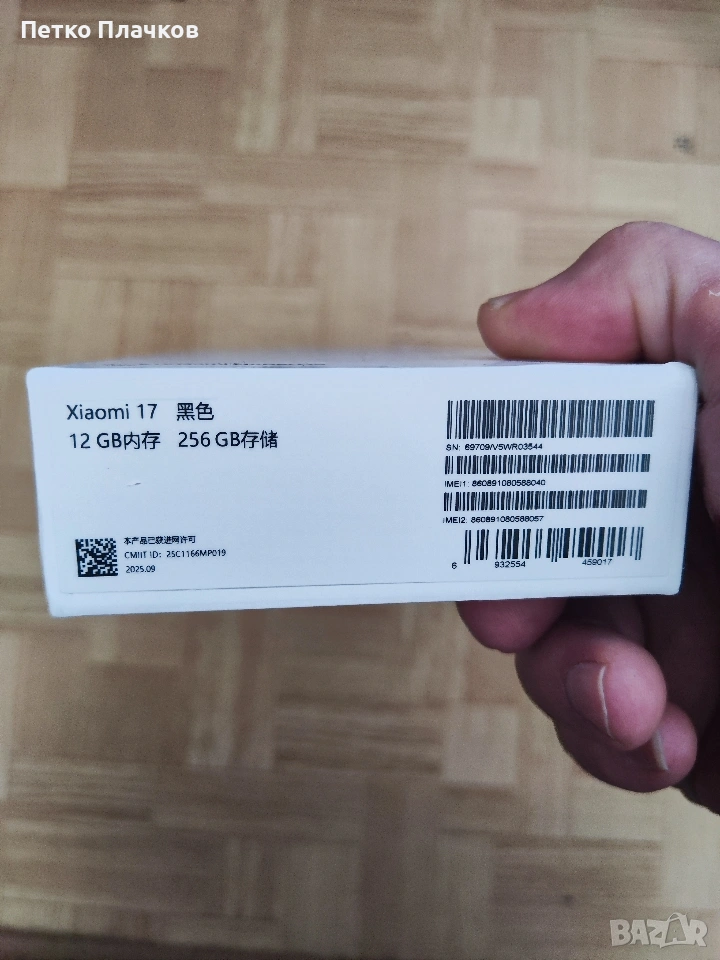 Петко Плачков
Xiaomi 17 黑色
12 GB内存 256 GB存储
SN: 69709/V5WR03544
IMEI1: 860891080588040
IMEI2: 860891080588057
6 932554 459017
本产品已获进网许可
CMIIT ID: 25C1166MP019
2025.09
BAZAR